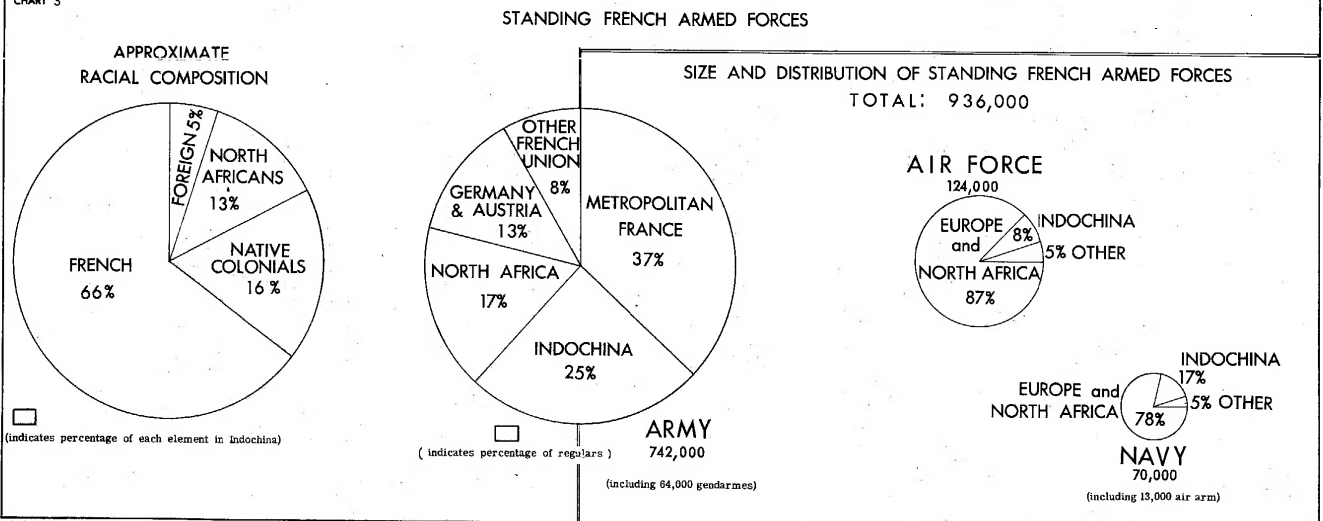 CHART 3
STANDING FRENCH ARMED FORCES
APPROXIMATE
RACIAL COMPOSITION
FOREIGN 5%
NORTH
AFRICANS
13%
NATIVE
COLONIALS
16 %
FRENCH
66%
(indicates percentage of each element in Indochina)
SIZE AND DISTRIBUTION OF STANDING FRENCH ARMED FORCES
TOTAL: 936,000
OTHER
FRENCH
UNION
8%
METROPOLITAN
FRANCE
37%
GERMANY
& AUSTRIA
13%
NORTH AFRICA
17%
INDOCHINA
25%
( indicates percentage of regulars )
ARMY
742,000
(including 64,000 gendarmes)
AIR FORCE
124,000
EUROPE
and
NORTH AFRICA
87%
INDOCHINA
8%
5% OTHER
INDOCHINA
17%
5% OTHER
EUROPE and
NORTH AFRICA
78%
NAVY
70,000
(including 13,000 air arm)